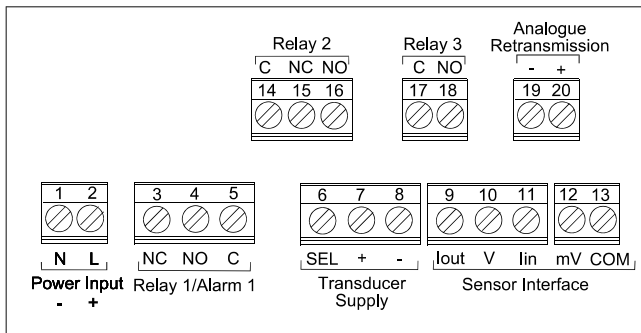 Relay 2 Relay 3 Analogue Retransmission
C NC NO C NO - +
14 15 16 17 18 19 20
1 2 3 4 5 6 7 8 9 10 11 12 13
N L NC NO C SEL + - Iout V Iin mV COM
Power Input Relay 1/Alarm 1 Transducer Supply Sensor Interface
- +